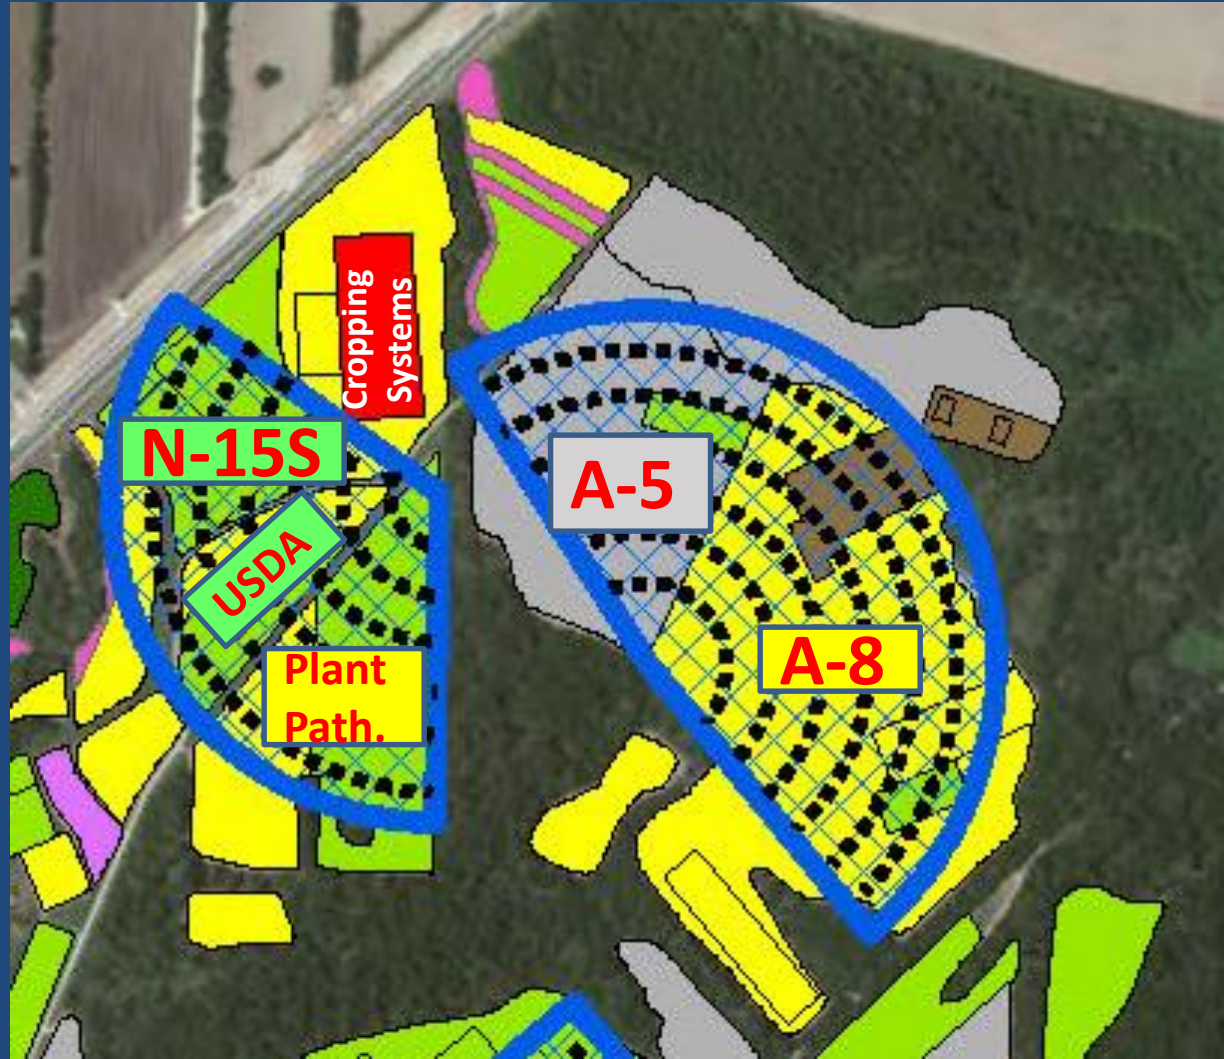 Cropping
Systems
N-15S
A-5
USDA
A-8
Plant
Path.